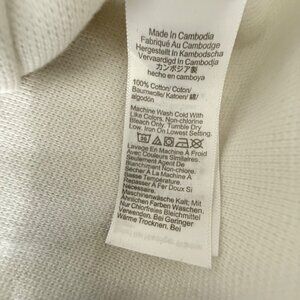 Made In Cambodia
Fabriqué Au Cambodge
Hergestellt In Kambodscha
Vervaardigd In Cambodja
カンボジア製
hecho en camboya
100% Cotton/ Coton/
Baumwolle/ Katoen/ 綿/
algodón
Machine Wash Cold With
Like Colors. Non-chlorine
Bleach Only. Tumble Dry
Low. Iron On Lowest Setting.
Lavage En Machine À Froid
Avec Couleurs Similaires.
Seulement Agent De
Blanchiment Non Chloré.
Sécher À La Machine À
Basse Température.
Repasser À Fer Doux Si
Nécessaire.
Maschinenwäsche Kalt; Mit
Ähnlichen Farben Waschen,
Nur Chlorfreies Bleichmittel
Verwenden. Bei Geringer
Wärme Trocknen. Bei